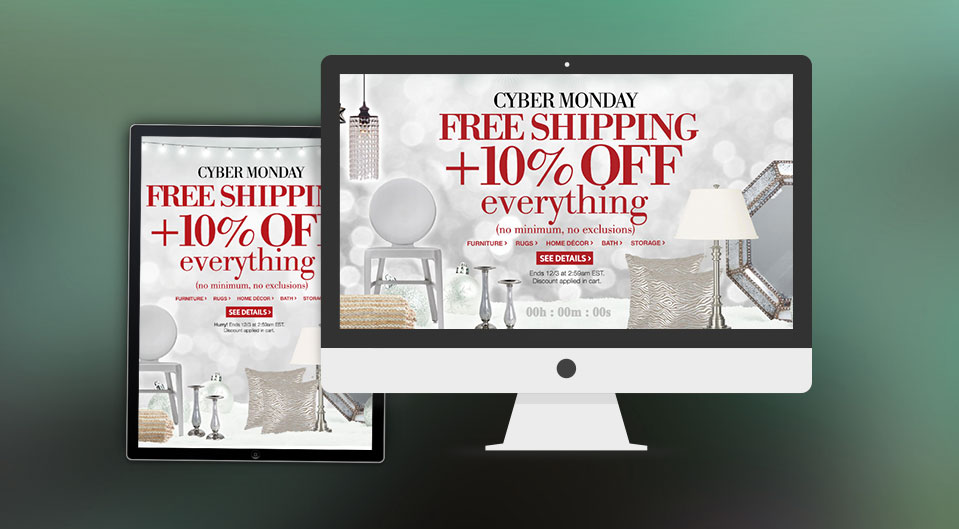 CYBER MONDAY
FREE SHIPPING
+10% OFF
everything
(no minimum, no exclusions)
FURNITURE > RUGS > HOME DÉCOR > BATH > STORAGE >
SEE DETAILS >
Ends 12/3 at 2:59am EST.
Discount applied in cart.
00h : 00m : 00s
CYBER MONDAY
FREE SHIPPIN
+10% OF
everything
(no minimum, no exclusions)
FURNITURE > RUGS > HOME DÉCOR > BATH > STORAG
SEE DETAILS >
Hurry! Ends 12/3 at 2:59am EST.
Discount applied in cart.